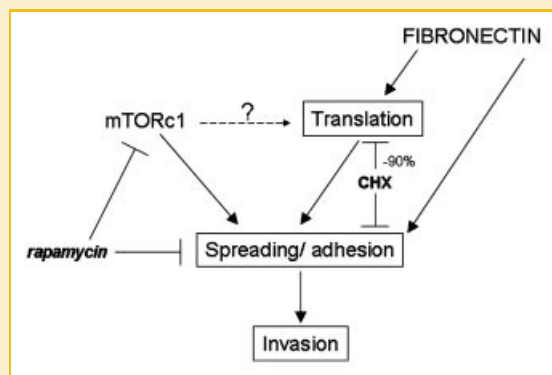 FIBRONECTIN
?
mTORc1
Translation
-90%
CHX
rapamycin
Spreading/ adhesion
Invasion